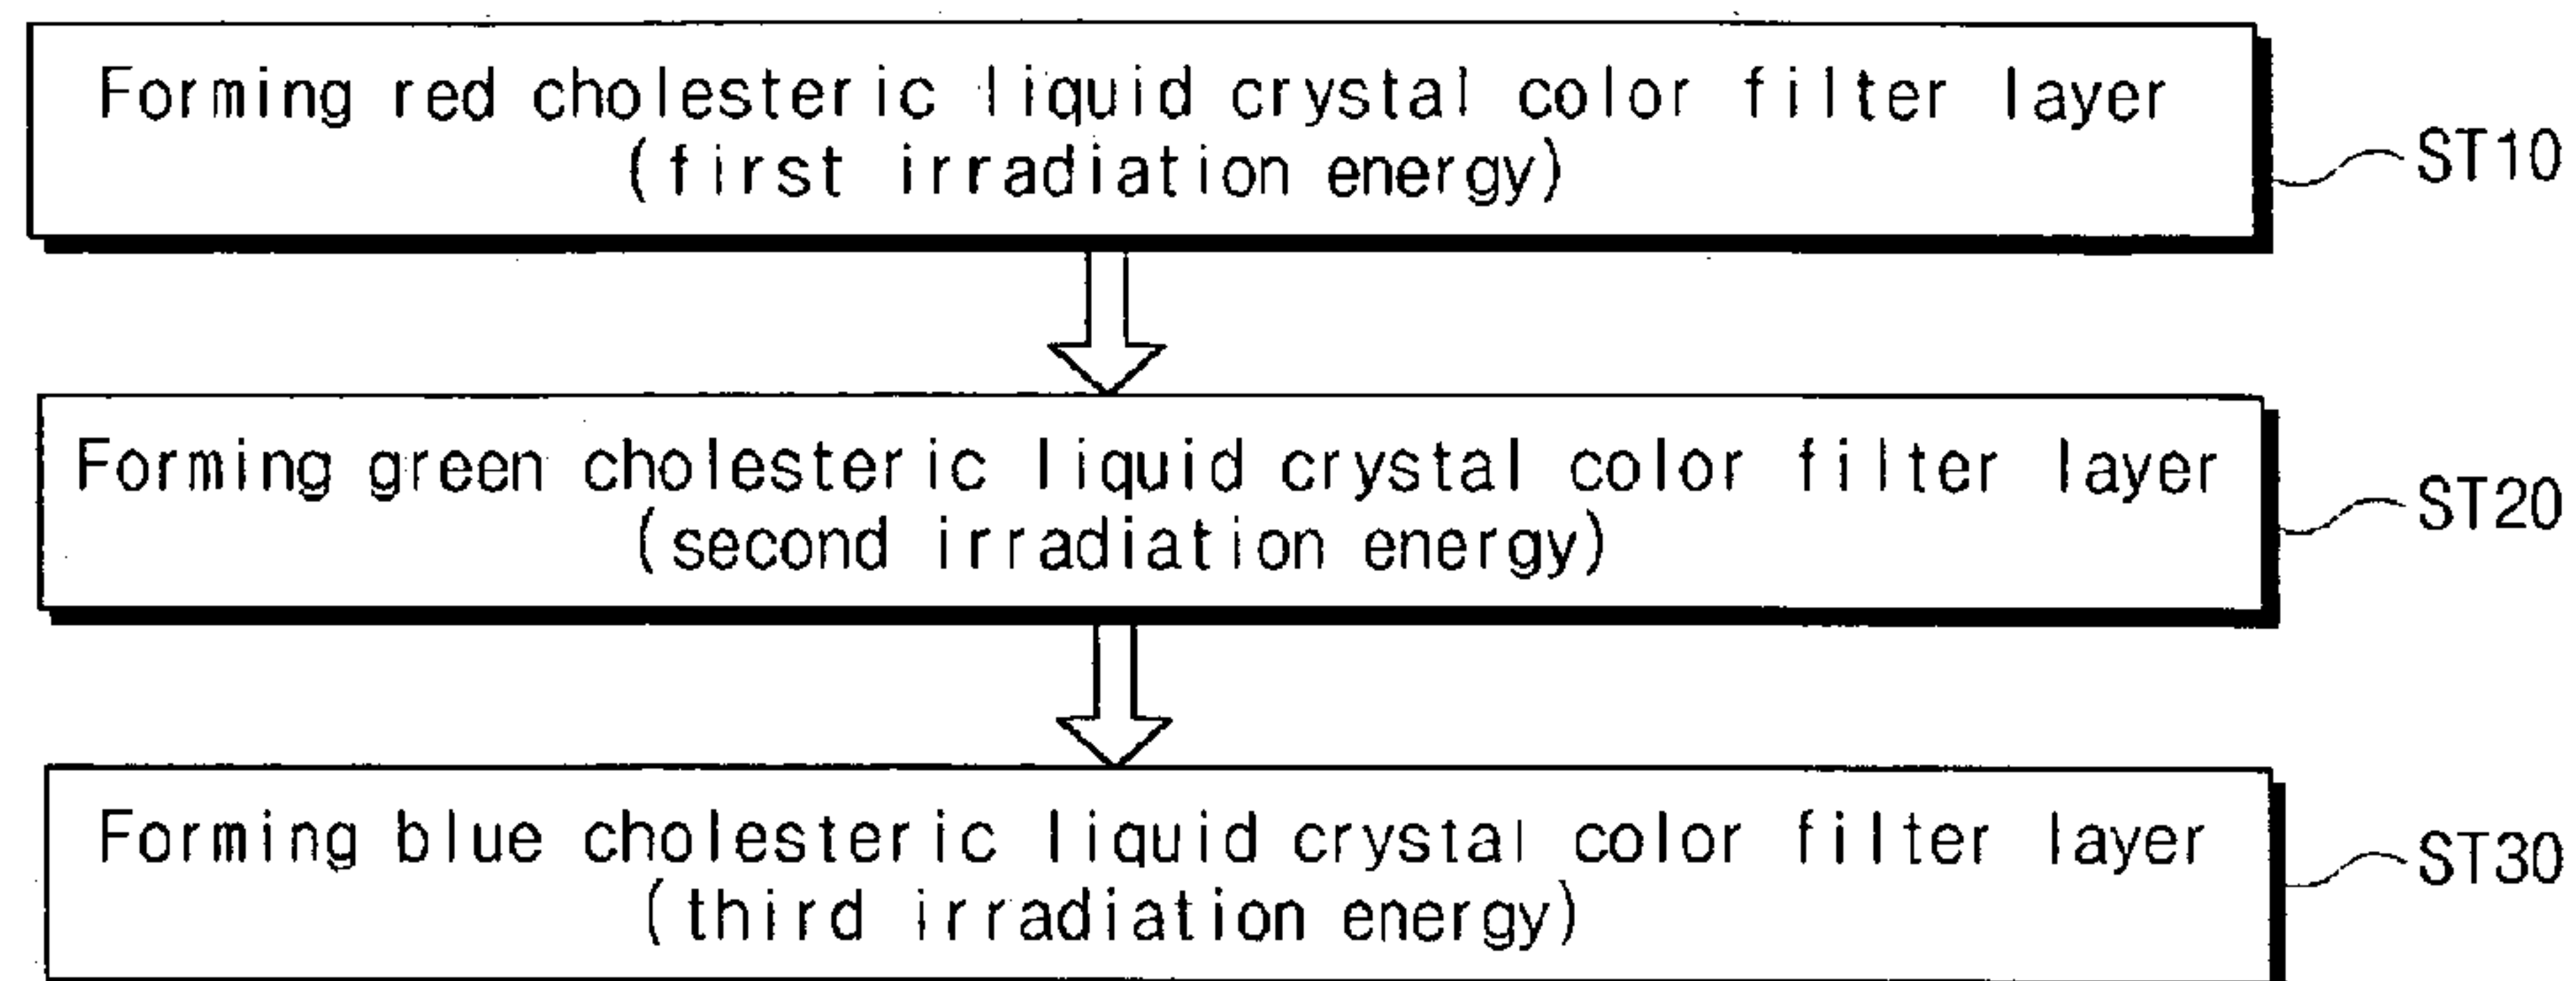 Forming red cholesteric liquid crystal color filter layer
(first irradiation energy)
ST10
Forming green cholesteric liquid crystal color filter layer
(second irradiation energy)
ST20
Forming blue cholesteric liquid crystal color filter layer
(third irradiation energy)
ST30